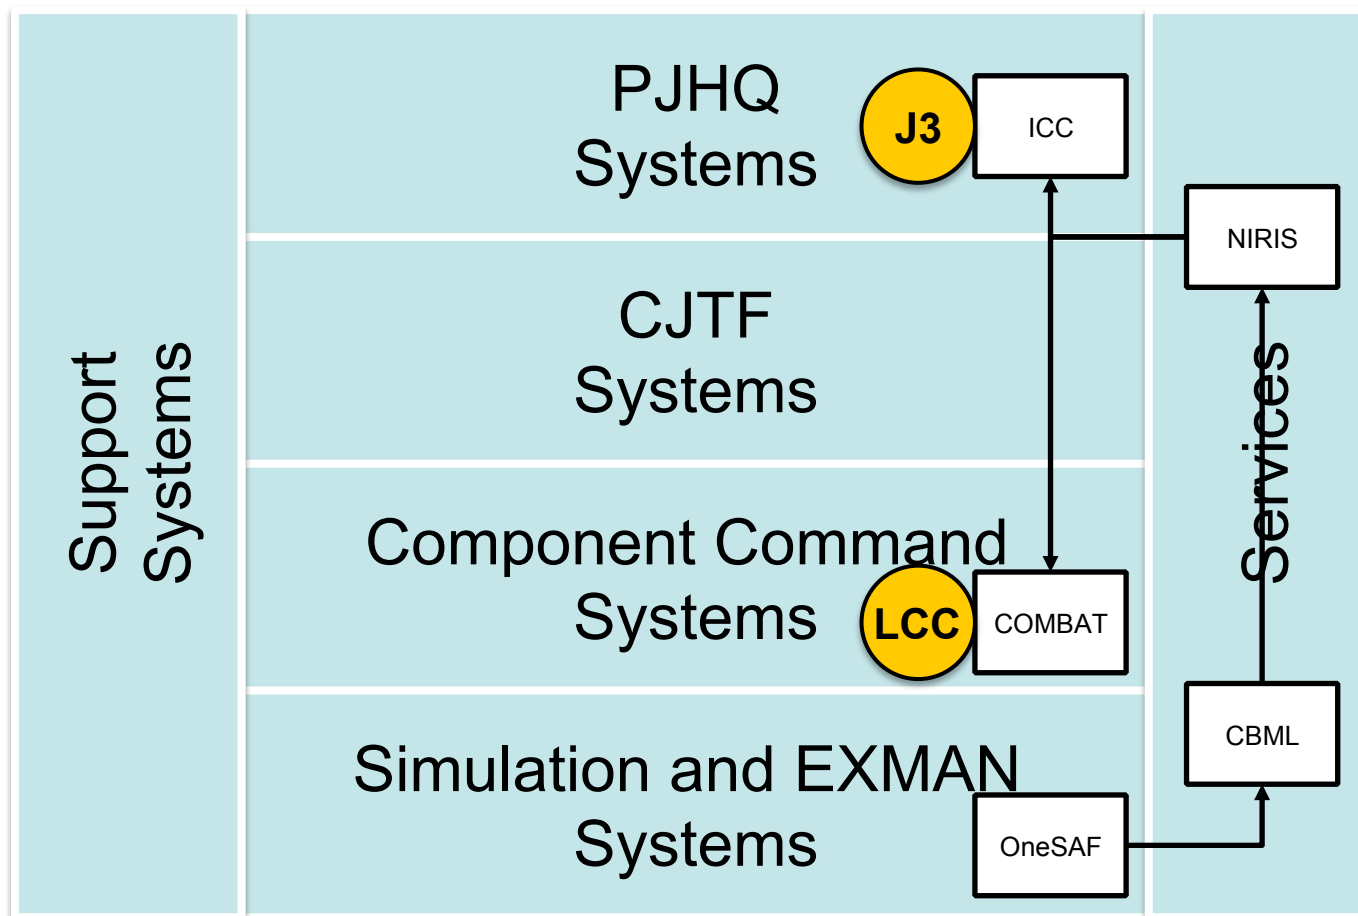 Support
Systems
PJHQ
Systems
J3
ICC
NIRIS
CJTF
Systems
Services
Component Command
Systems
LCC
COMBAT
CBML
Simulation and EXMAN
Systems
OneSAF